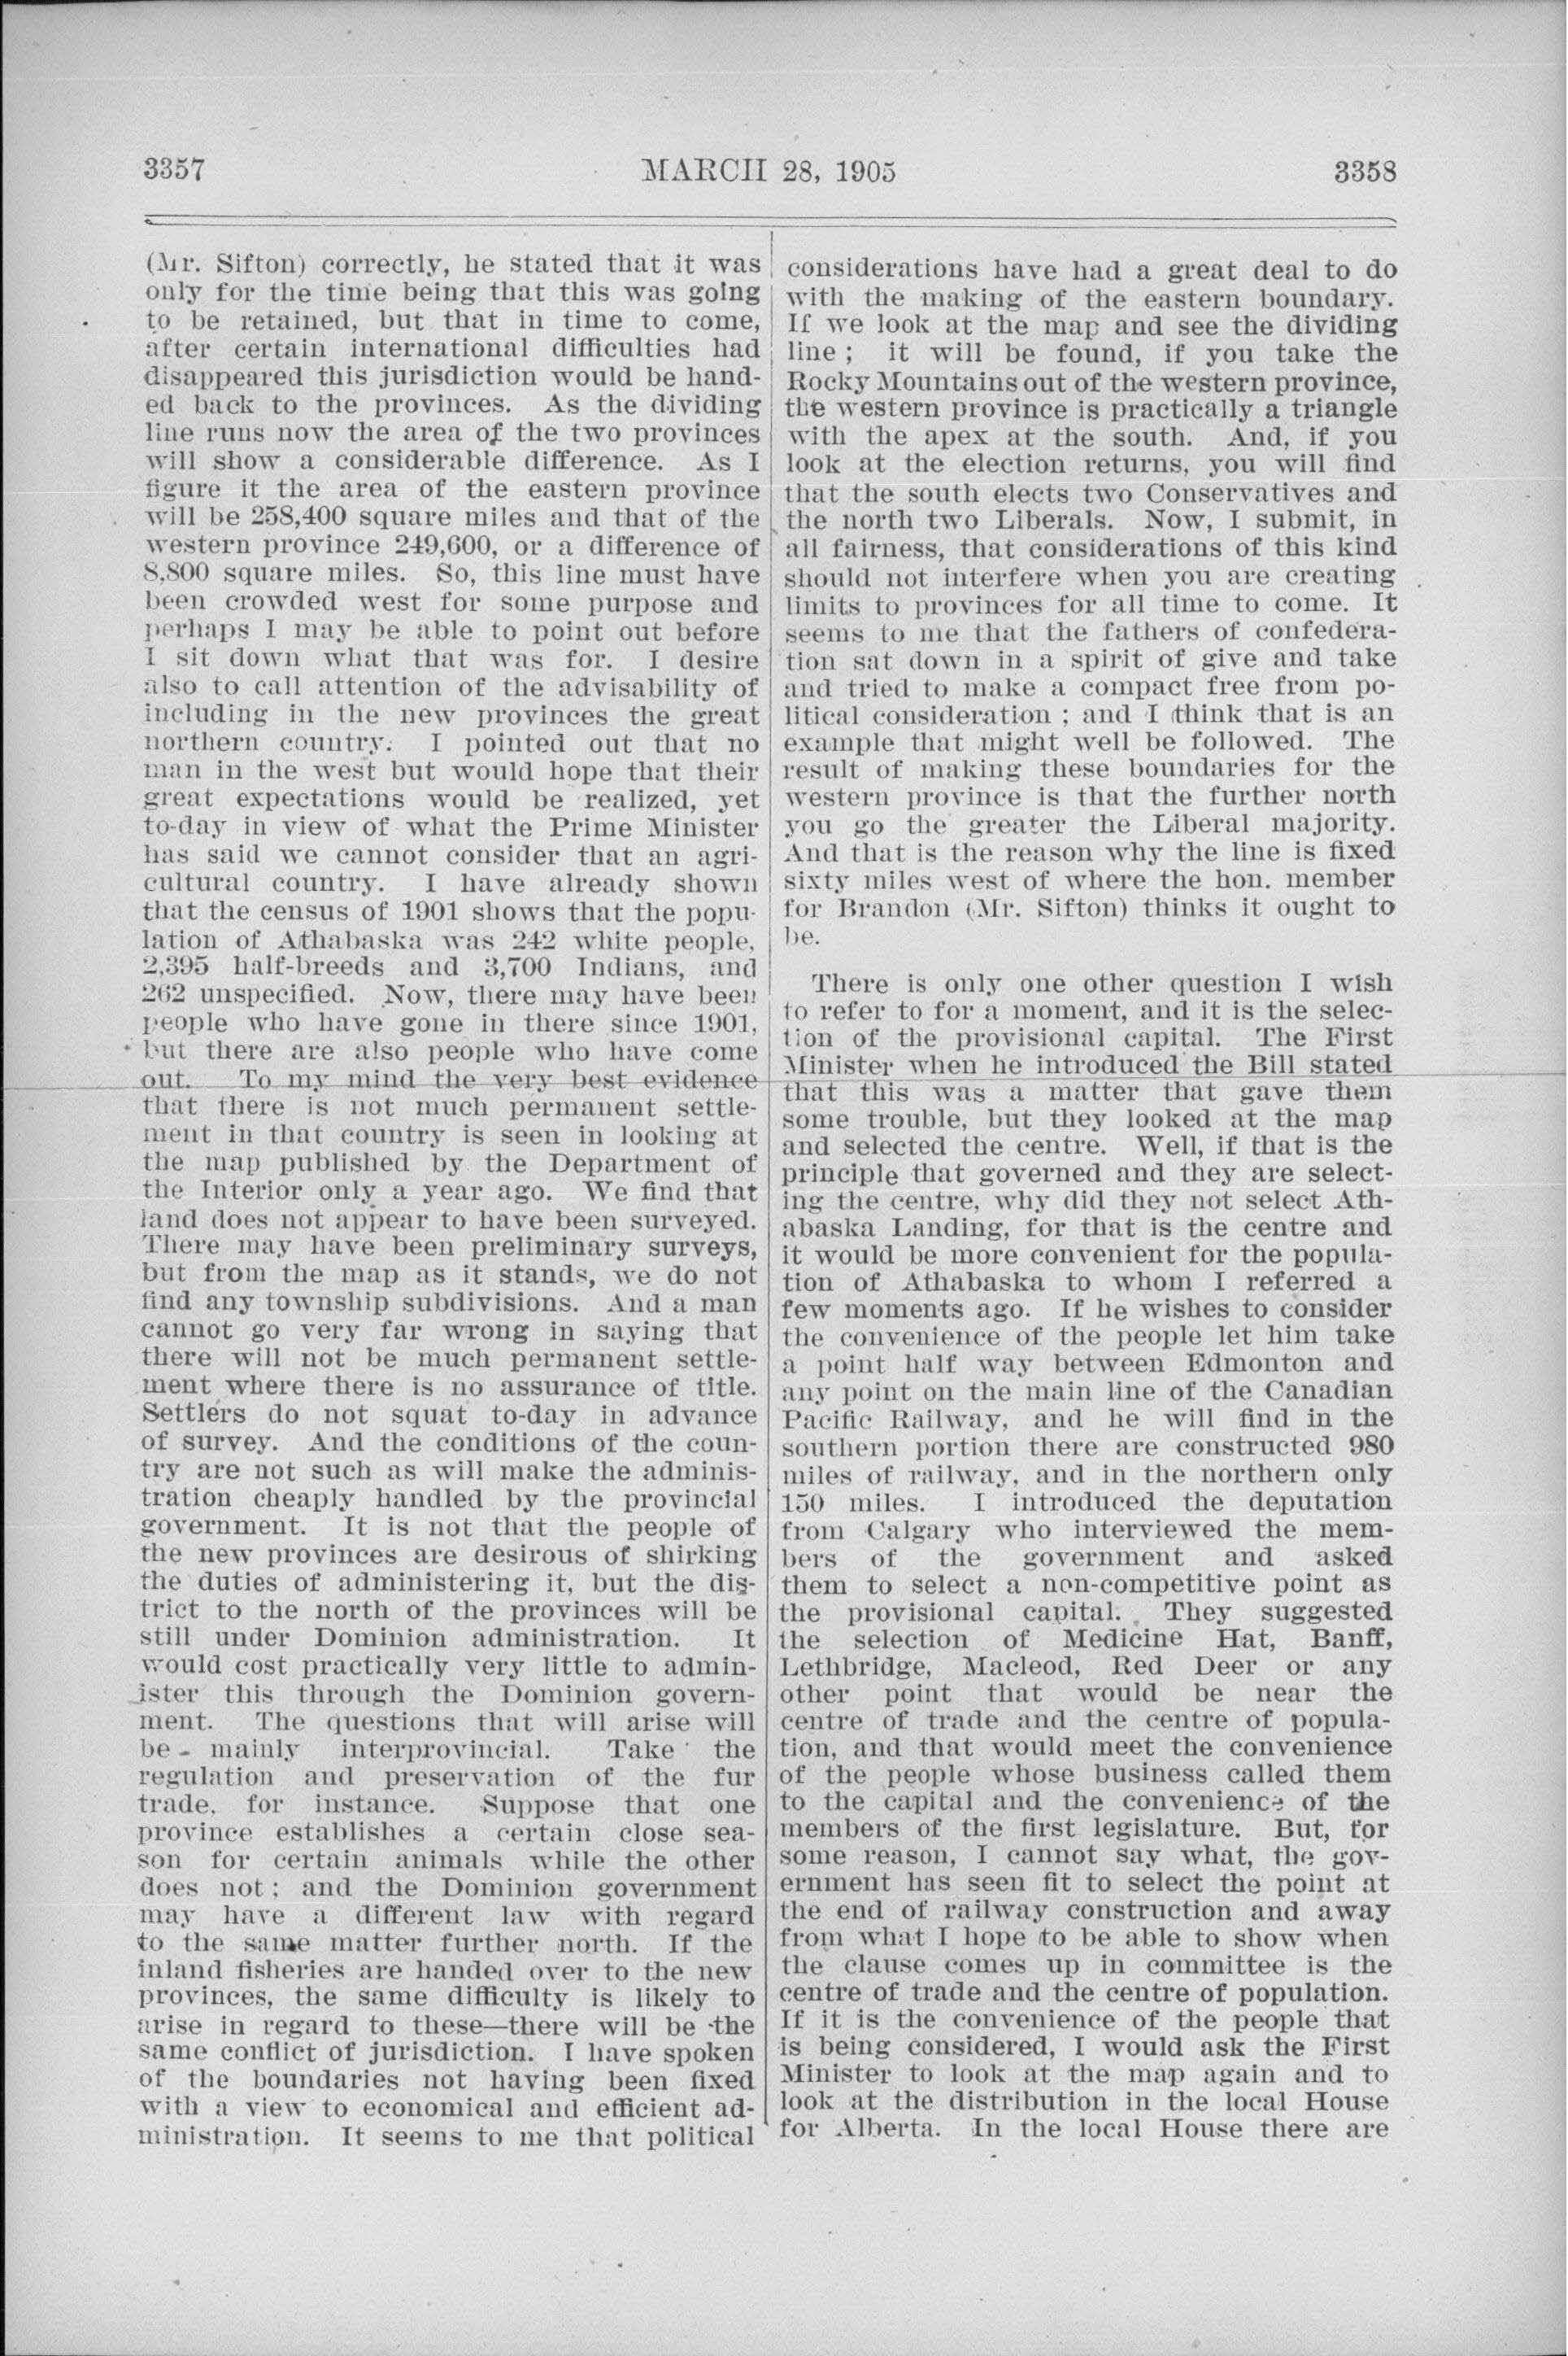 3357
MARCH 28, 1905
3358
(Mr. Sifton) correctly, he stated that it was
only for the time being that this was going
to be retained, but that in time to come,
after certain international difficulties had
disappeared this jurisdiction would be hand-
ed back to the provinces. As the dividing
line runs now the area of the two provinces
will show a considerable difference. As I
figure it the area of the eastern province
will be 258,400 square miles and that of the
western province 249,600, or a difference of
8,800 square miles. So, this line must have
been crowded west for some purpose and
perhaps I may be able to point out before
I sit down what that was for. I desire
also to call attention of the advisability of
including in the new provinces the great
northern country. I pointed out that no
man in the west but would hope that their
great expectations would be realized, yet
to-day in view of what the Prime Minister
has said we cannot consider that an agri-
cultural country. I have already shown
that the census of 1901 shows that the popu-
lation of Athabaska was 242 white people,
2,395 half-breeds and 3,700 Indians, and
262 unspecified. Now, there may have been
people who have gone in there since 1901,
but there are also people who have come
out. To my mind the very best evidence
that there is not much permanent settle-
ment in that country is seen in looking at
the map published by the Department of
the Interior only a year ago. We find that
land does not appear to have been surveyed.
There may have been preliminary surveys,
but from the map as it stands, we do not
find any township subdivisions. And a man
cannot go very far wrong in saying that
there will not be much permanent settle-
ment where there is no assurance of title.
Settlers do not squat to-day in advance
of survey. And the conditions of the coun-
try are not such as will make the adminis-
tration cheaply handled by the provincial
government. It is not that the people of
the new provinces are desirous of shirking
the duties of administering it, but the dis-
trict to the north of the provinces will be
still under Dominion administration. It
would cost practically very little to admin-
ister this through the Dominion govern-
ment. The questions that will arise will
be mainly interprovincial. Take the
regulation and preservation of the fur
trade, for instance. Suppose that one
province establishes a certain close sea-
son for certain animals while the other
does not ; and the Dominion government
may have a different law with regard
to the same matter further north. If the
inland fisheries are handed over to the new
provinces, the same difficulty is likely to
arise in regard to these—there will be the
same conflict of jurisdiction. I have spoken
of the boundaries not having been fixed
with a view to economical and efficient ad-
ministration. It seems to me that political
considerations have had a great deal to do
with the making of the eastern boundary.
If we look at the map and see the dividing
line ; it will be found, if you take the
Rocky Mountains out of the western province,
the western province is practically a triangle
with the apex at the south. And, if you
look at the election returns, you will find
that the south elects two Conservatives and
the north two Liberals. Now, I submit, in
all fairness, that considerations of this kind
should not interfere when you are creating
limits to provinces for all time to come. It
seems to me that the fathers of confedera-
tion sat down in a spirit of give and take
and tried to make a compact free from po-
litical consideration ; and I think that is an
example that might well be followed. The
result of making these boundaries for the
western province is that the further north
you go the greater the Liberal majority.
And that is the reason why the line is fixed
sixty miles west of where the hon. member
for Brandon (Mr. Sifton) thinks it ought to
be.
There is only one other question I wish
to refer to for a moment, and it is the selec-
tion of the provisional capital. The First
Minister when he introduced the Bill stated
that this was a matter that gave them
some trouble, but they looked at the map
and selected the centre. Well, if that is the
principle that governed and they are select-
ing the centre, why did they not select Ath-
abaska Landing, for that is the centre and
it would be more convenient for the popula-
tion of Athabaska to whom I referred a
few moments ago. If he wishes to consider
the convenience of the people let him take
a point half way between Edmonton and
any point on the main line of the Canadian
Pacific Railway, and he will find in the
southern portion there are constructed 980
miles of railway, and in the northern only
150 miles. I introduced the deputation
from Calgary who interviewed the mem-
bers of the government and asked
them to select a non-competitive point as
the provisional capital. They suggested
the selection of Medicine Hat, Banff,
Lethbridge, Macleod, Red Deer or any
other point that would be near the
centre of trade and the centre of popula-
tion, and that would meet the convenience
of the people whose business called them
to the capital and the convenience of the
members of the first legislature. But, for
some reason, I cannot say what, the gov-
ernment has seen fit to select the point at
the end of railway construction and away
from what I hope to be able to show when
the clause comes up in committee is the
centre of trade and the centre of population.
If it is the convenience of the people that
is being considered, I would ask the First
Minister to look at the map again and to
look at the distribution in the local House
for Alberta. In the local House there are